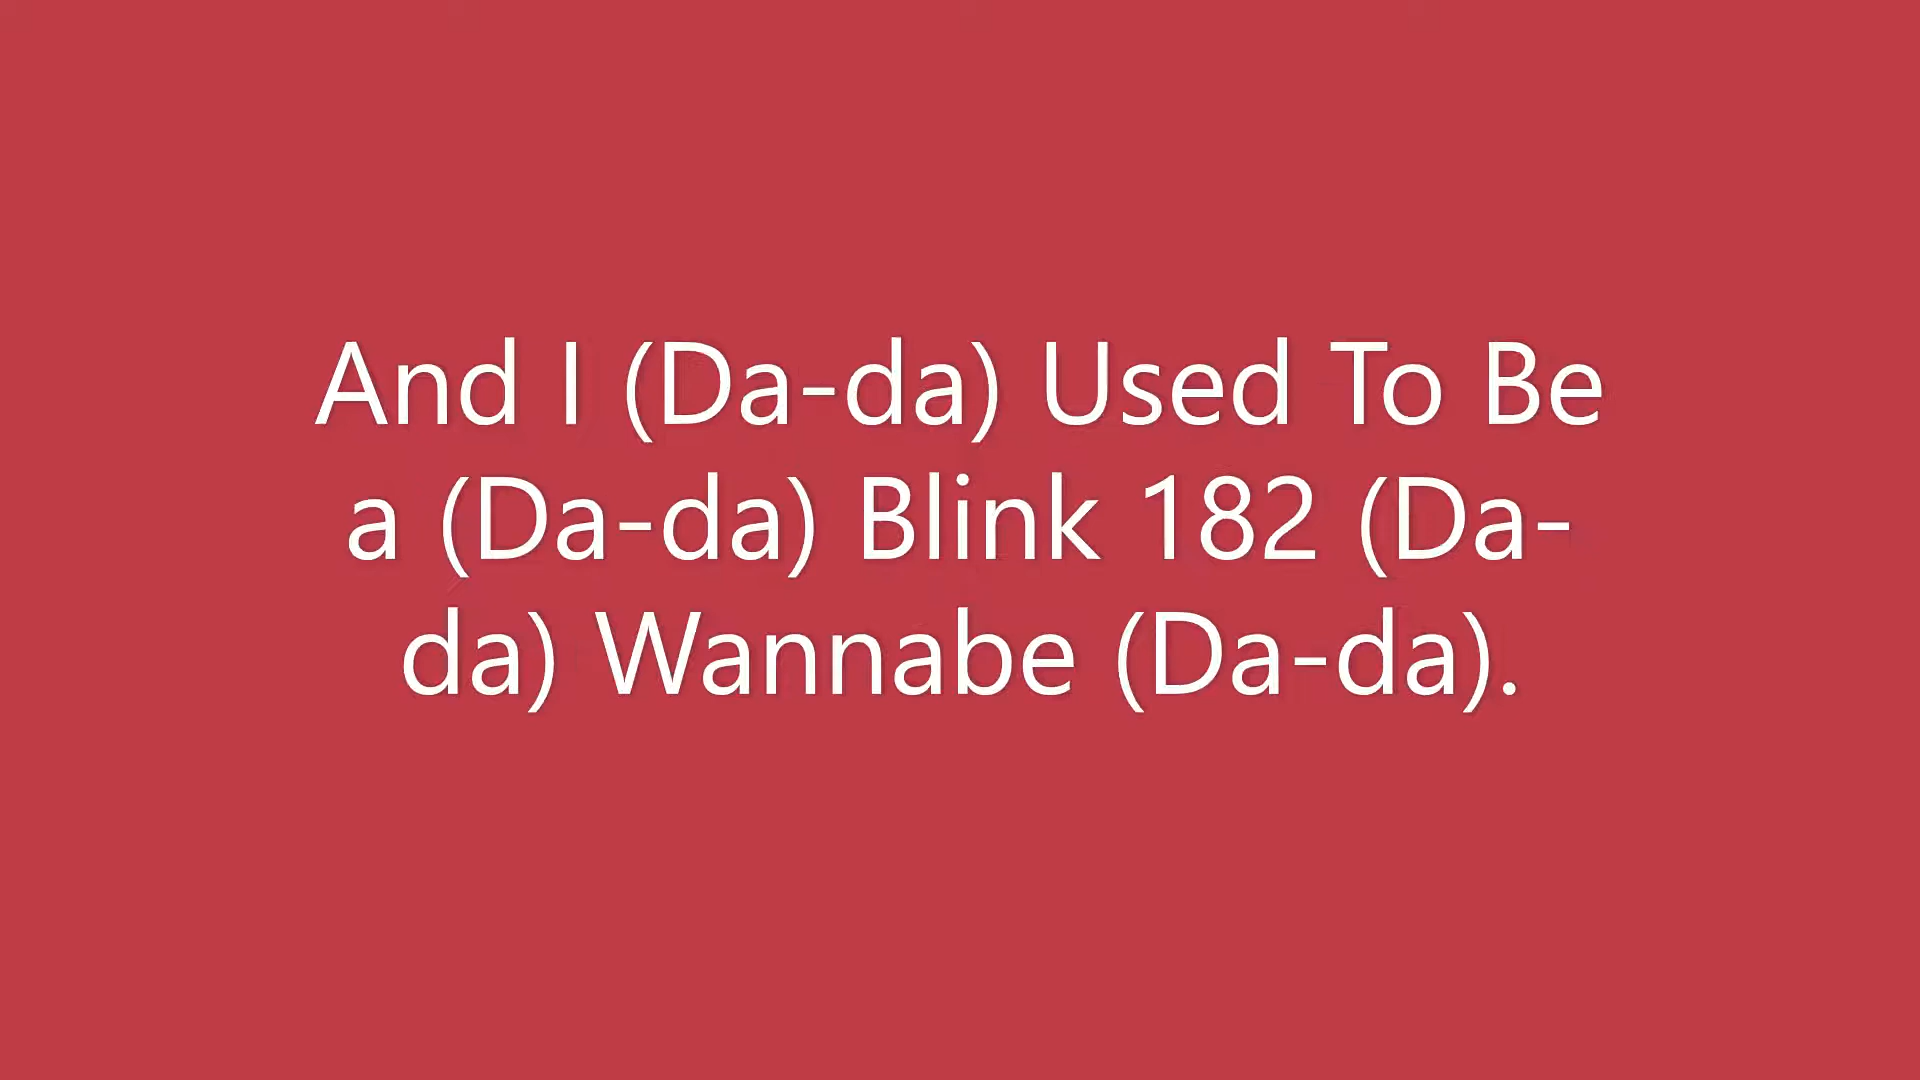 And I (Da-da) Used To Be
a (Da-da) Blink 182 (Da-
da) Wannabe (Da-da).